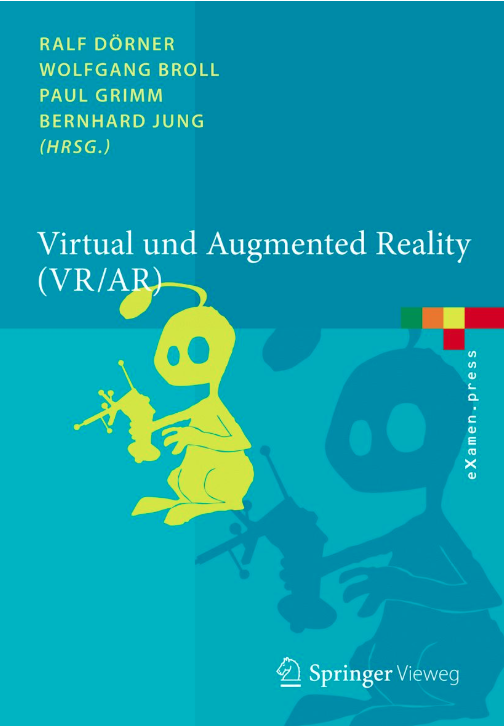 RALF DÖRNER
WOLFGANG BROLL
PAUL GRIMM
BERNHARD JUNG
(HRSG.)
Virtual und Augmented Reality
(VR/AR)
eXamen.press
Springer Vieweg